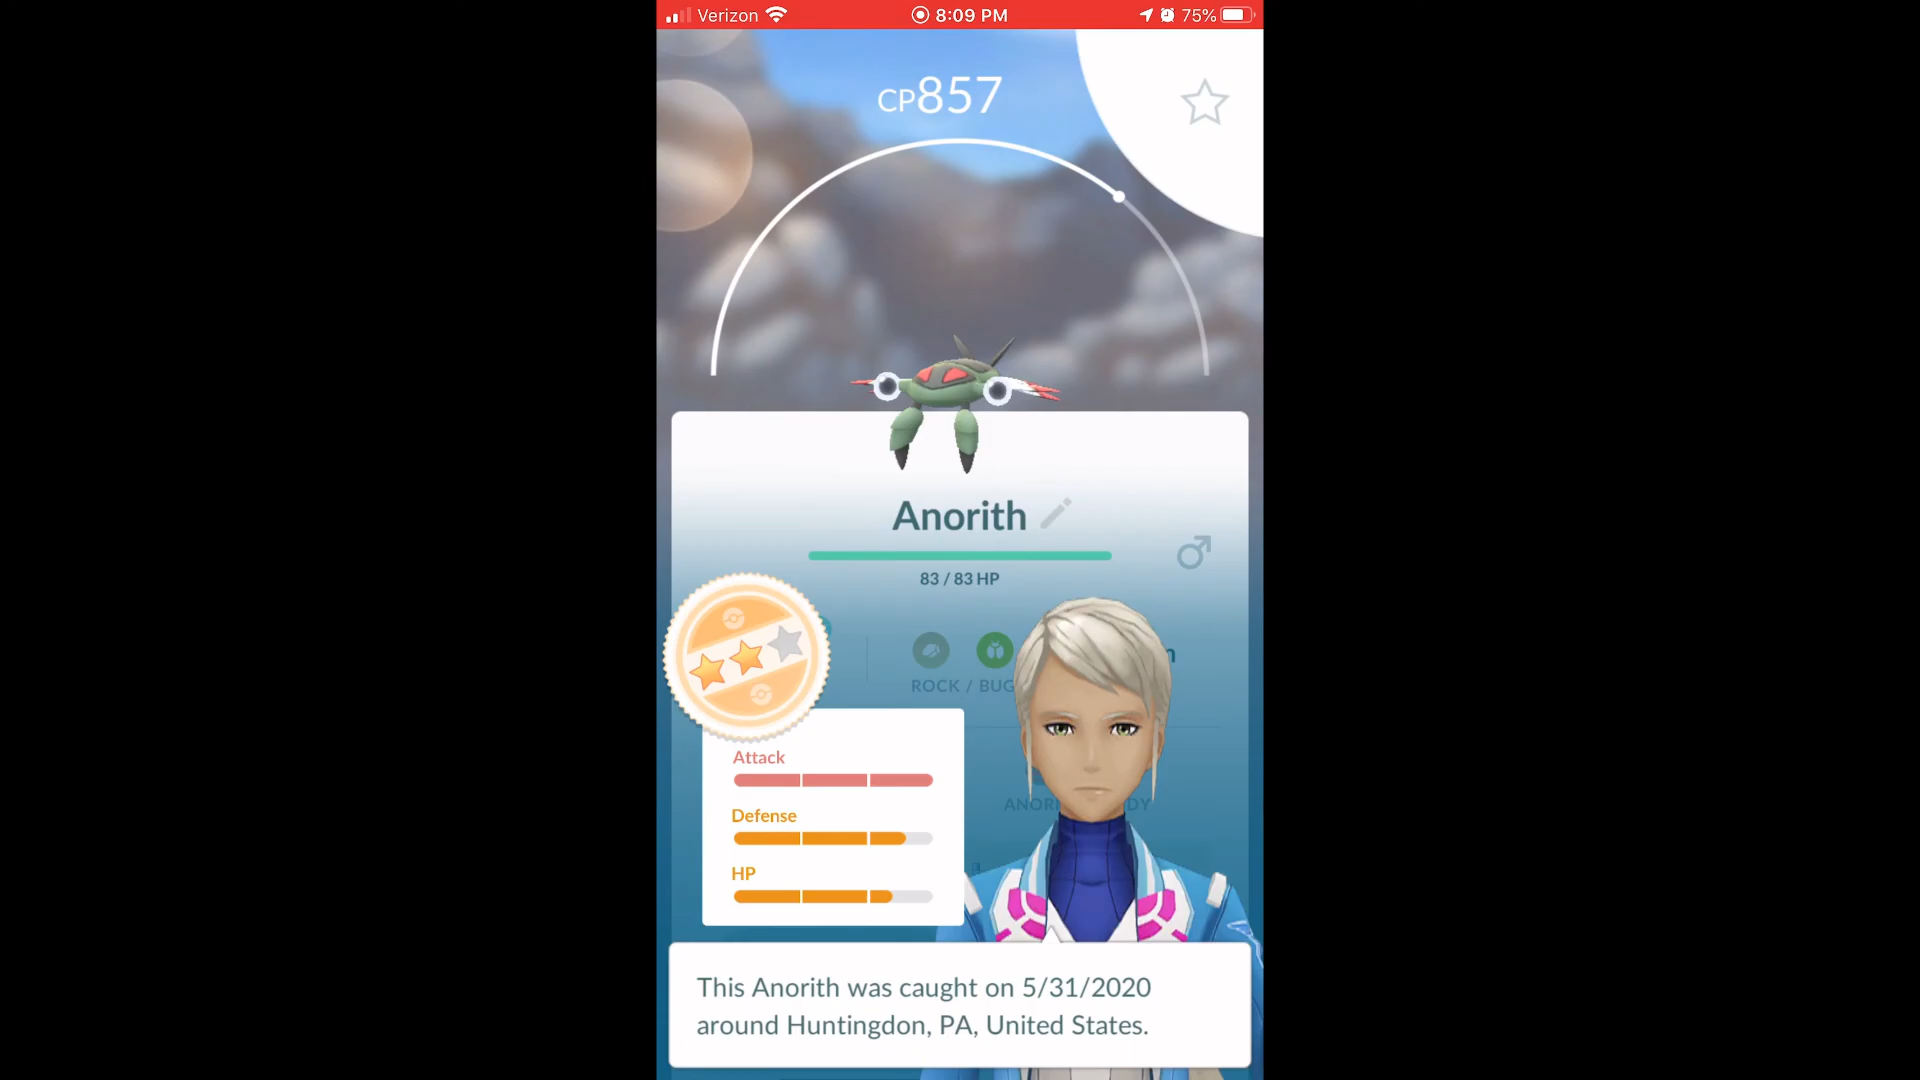 Verizon 8:09 PM 75%
CP857
Anorith
83 / 83 HP
ROCK / BUG
Attack
Defense
HP
This Anorith was caught on 5/31/2020
around Huntingdon, PA, United States.